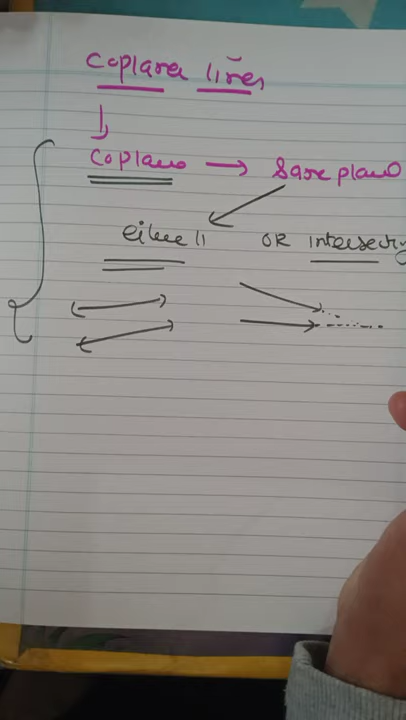 Coplanar lines
Coplanar → Same plane
either || OR intersecting